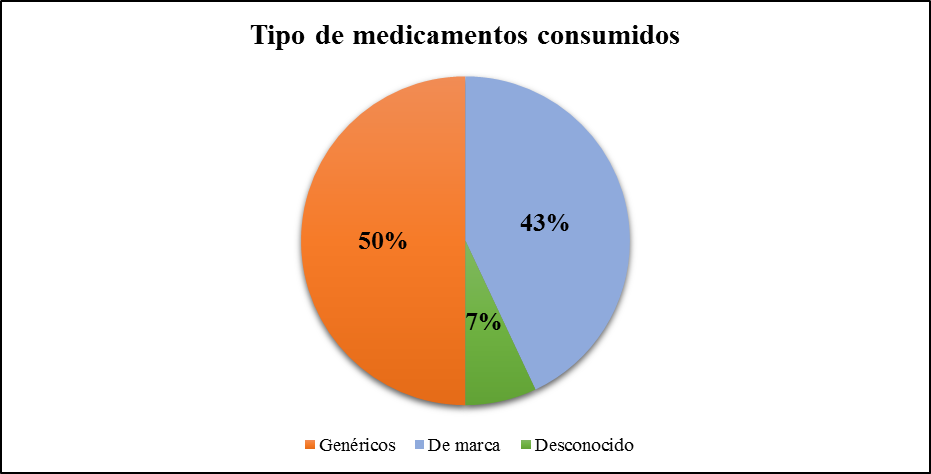 Tipo de medicamentos consumidos
43%
50%
7%
Genéricos De marca Desconocido